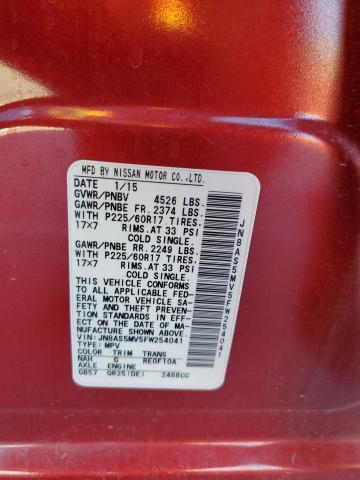 MFD BY NISSAN MOTOR CO.,LTD.
DATE 1/15
GVWR/PNBV 4526 LBS.
GAWR/PNBE FR. 2374 LBS.
WITH P225/60R17 TIRES.
17×7 RIMS.AT 33 PSI
COLD SINGLE.
GAWR/PNBE RR. 2249 LBS.
WITH P225/60R17 TIRES.
17×7 RIMS.AT 33 PSI
COLD SINGLE.
THIS VEHICLE CONFORMS
TO ALL APPLICABLE FED-
ERAL MOTOR VEHICLE SA-
FETY AND THEFT PREVEN-
TION STANDARDS IN EFF-
ECT ON THE DATE OF MA-
NUFACTURE SHOWN ABOVE.
VIN:JN8AS5MV5FW254041
TYPE: MPV
COLOR TRIM TRANS
NAH G RE0F10A
AXLE ENGINE
GB57 QR25(DE) 2488CC
JN8AS5MV5FW254041